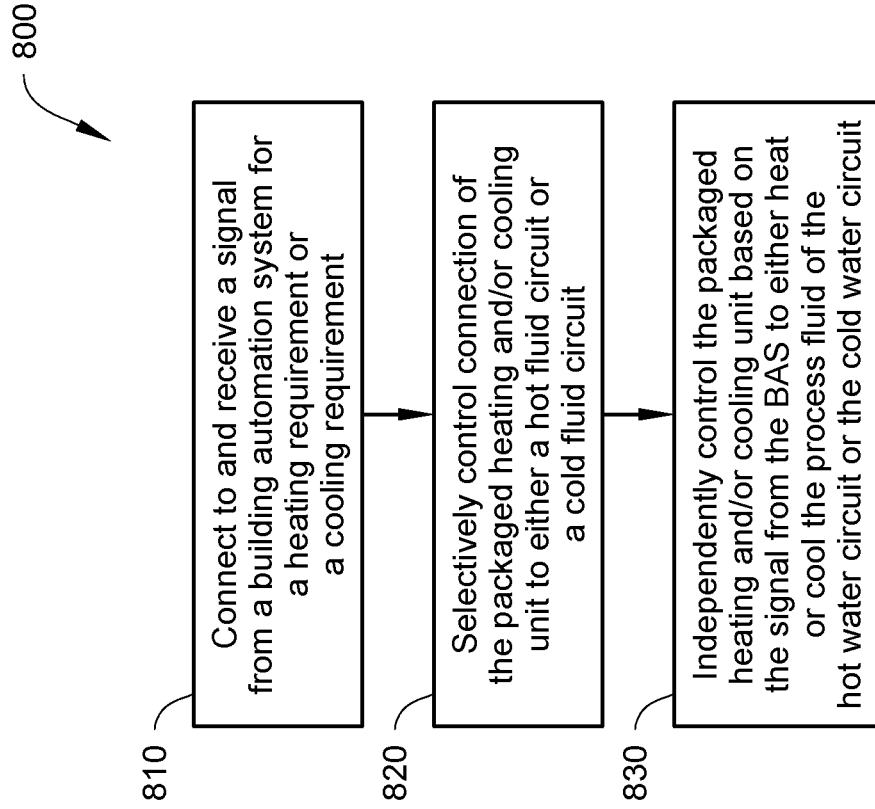 800
810
Connect to and receive a signal
from a building automation system for
a heating requirement or
a cooling requirement
820
Selectively control connection of
the packaged heating and/or cooling
unit to either a hot fluid circuit or
a cold fluid circuit
830
Independently control the packaged
heating and/or cooling unit based on
the signal from the BAS to either heat
or cool the process fluid of the
hot water circuit or the cold water circuit